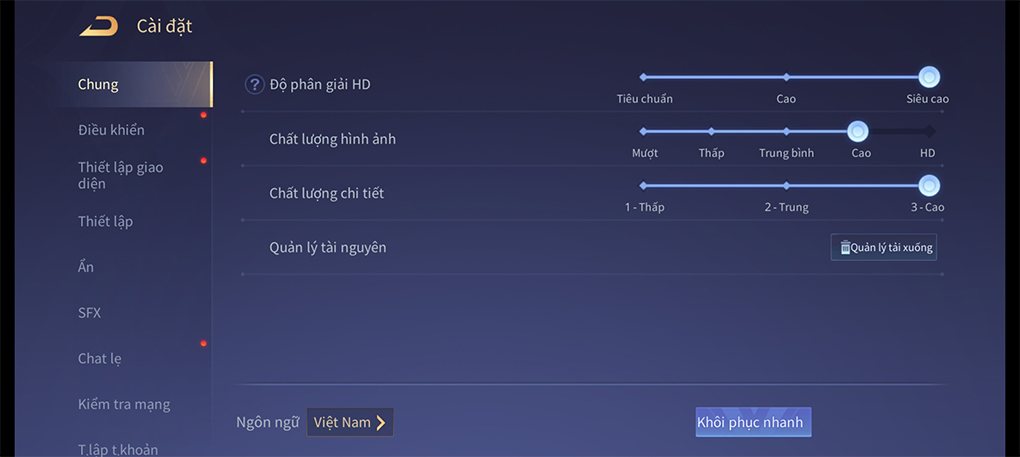 Cài đặt
Chung
Điều khiển
Thiết lập giao
diện
Thiết lập
Ẩn
SFX
Chat lẹ
Kiểm tra mạng
T.lập t.khoản
? Độ phân giải HD
Tiêu chuẩn Cao Siêu cao
Chất lượng hình ảnh
Mượt Thấp Trung bình Cao HD
Chất lượng chi tiết
1 - Thấp 2 - Trung 3 - Cao
Quản lý tài nguyên
Quản lý tải xuống
Ngôn ngữ Việt Nam
Khôi phục nhanh